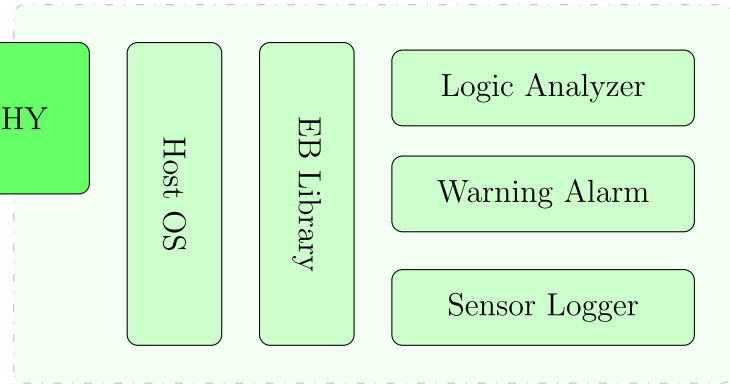 HY
Host OS
EB Library
Logic Analyzer
Warning Alarm
Sensor Logger